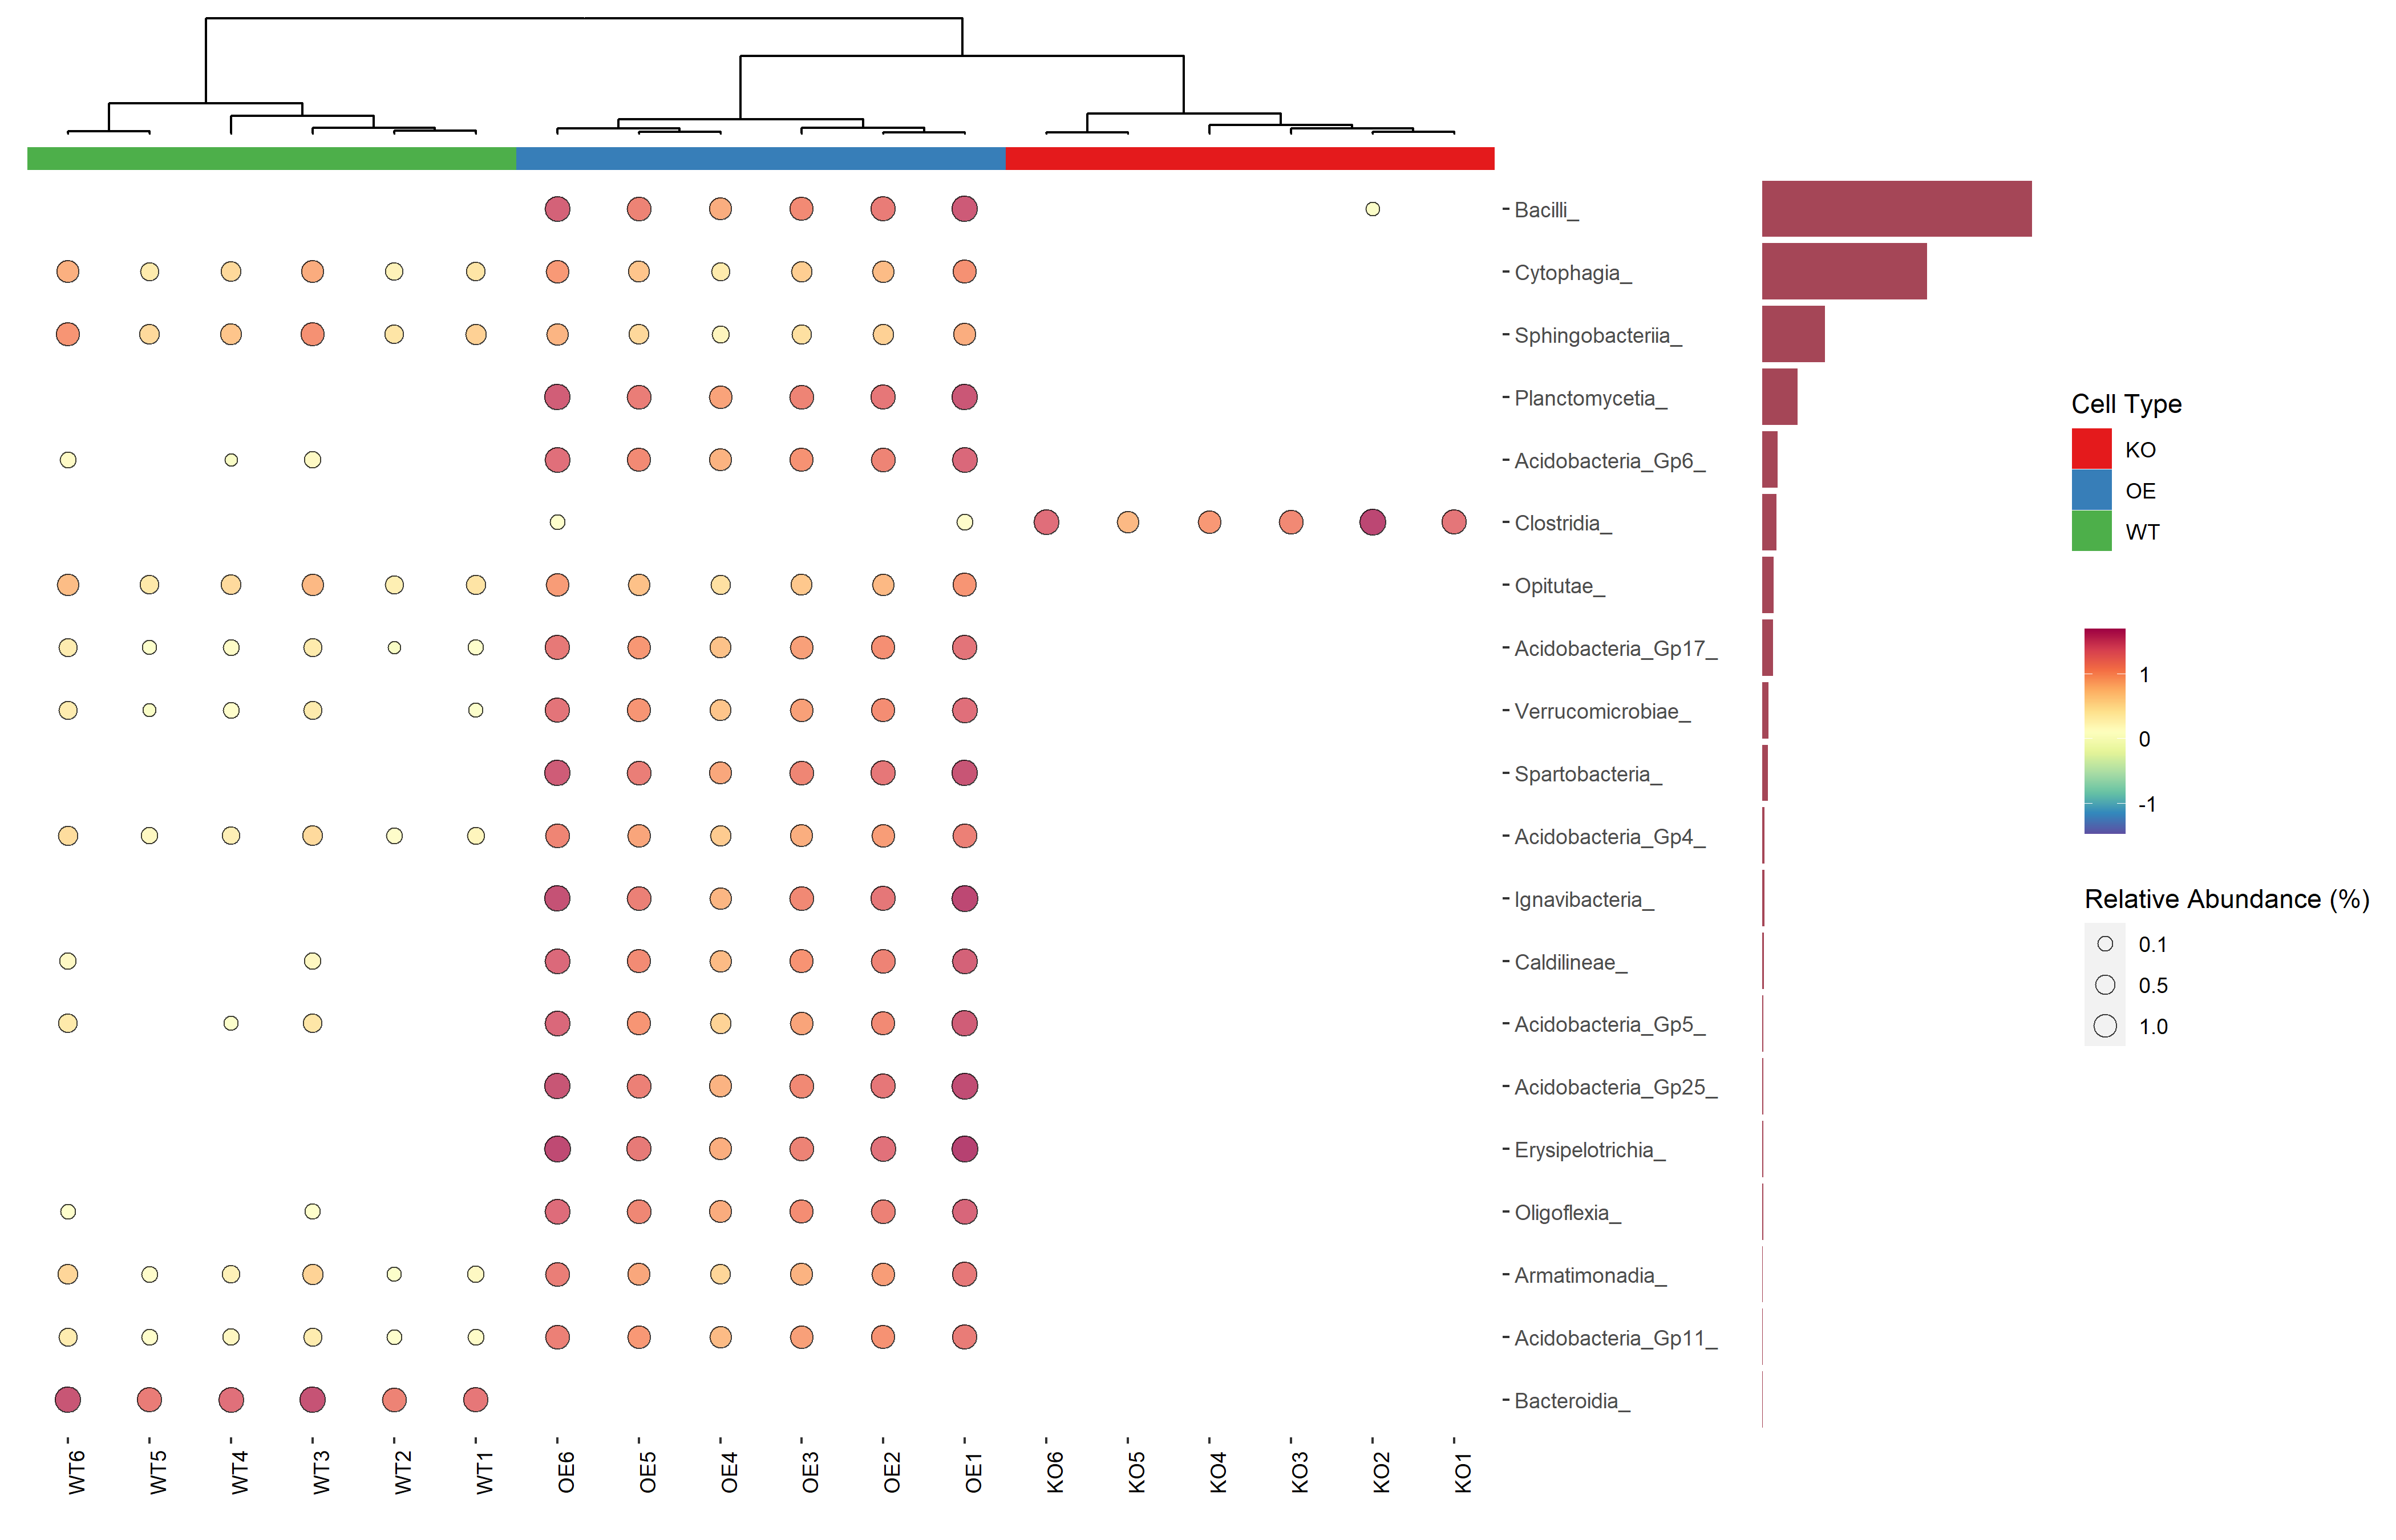 Bacilli_
Cytophagia_
Sphingobacteriia_
Planctomycetia_
Acidobacteria_Gp6_
Clostridia_
Opitutae_
Acidobacteria_Gp17_
Verrucomicrobiae_
Spartobacteria_
Acidobacteria_Gp4_
Ignavibacteria_
Caldilineae_
Acidobacteria_Gp5_
Acidobacteria_Gp25_
Erysipelotrichia_
Oligoflexia_
Armatimonadia_
Acidobacteria_Gp11_
Bacteroidia_
WT6
WT5
WT4
WT3
WT2
WT1
OE6
OE5
OE4
OE3
OE2
OE1
KO6
KO5
KO4
KO3
KO2
KO1
Cell Type
KO
OE
WT
1
0
-1
Relative Abundance (%)
0.1
0.5
1.0